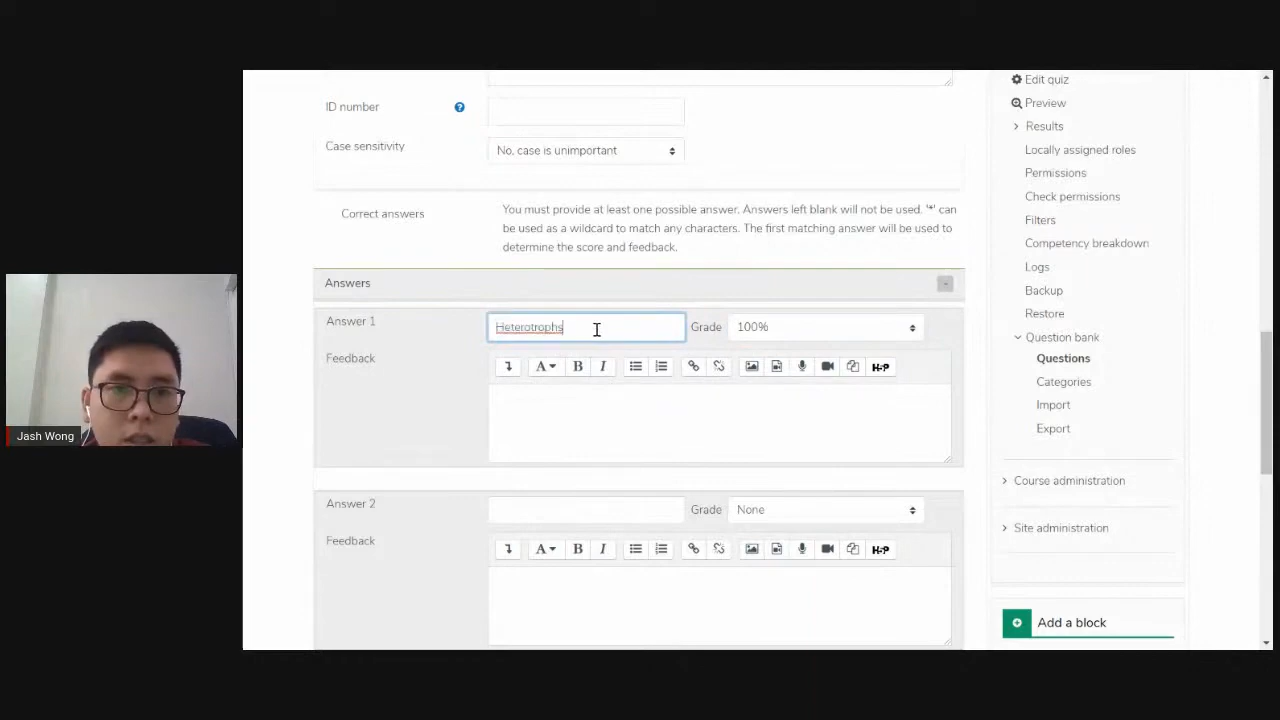 ID number
No, case is unimportant
Case sensitivity
Correct answers
You must provide at least one possible answer. Answers left blank will not be used. '*' can
be used as a wildcard to match any characters. The first matching answer will be used to
determine the score and feedback.
Answers
Answer 1
Heterotrophs
Grade
100%
Feedback
A
B
I
H-P
Answer 2
Grade
None
Feedback
A
B
I
H-P
Edit quiz
Preview
Results
Locally assigned roles
Permissions
Check permissions
Filters
Competency breakdown
Logs
Backup
Restore
Question bank
Questions
Categories
Import
Export
Course administration
Site administration
Add a block
Jash Wong